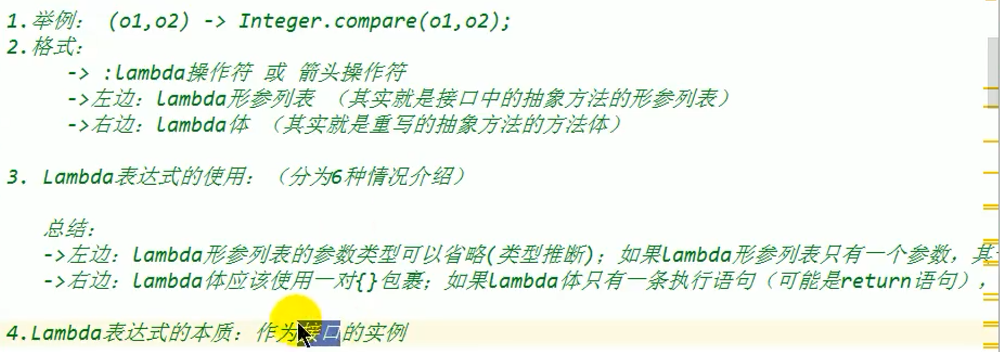 1.举例： (o1,o2) -> Integer.compare(o1,o2);
2.格式：
-> :lambda操作符 或 箭头操作符
->左边：lambda形参列表 （其实就是接口中的抽象方法的形参列表）
->右边：lambda体 （其实就是重写的抽象方法的方法体）
3. Lambda表达式的使用：（分为6种情况介绍）
总结：
->左边：lambda形参列表的参数类型可以省略(类型推断)；如果lambda形参列表只有一个参数，其
->右边：lambda体应该使用一对{}包裹；如果lambda体只有一条执行语句（可能是return语句），
4.Lambda表达式的本质：作为接口的实例